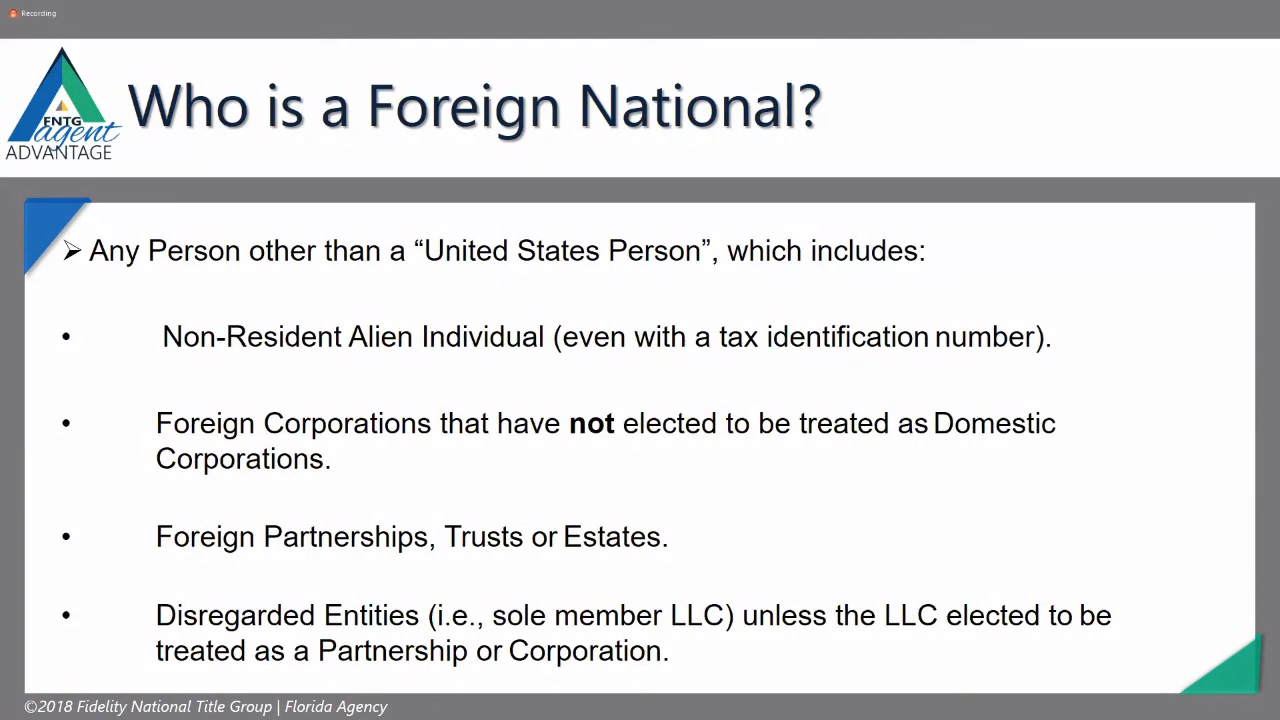 Recording
Who is a Foreign National?
FNTG
agent
ADVANTAGE
➢ Any Person other than a “United States Person”, which includes:
• Non-Resident Alien Individual (even with a tax identification number).
• Foreign Corporations that have not elected to be treated as Domestic
Corporations.
• Foreign Partnerships, Trusts or Estates.
• Disregarded Entities (i.e., sole member LLC) unless the LLC elected to be
treated as a Partnership or Corporation.
©2018 Fidelity National Title Group | Florida Agency